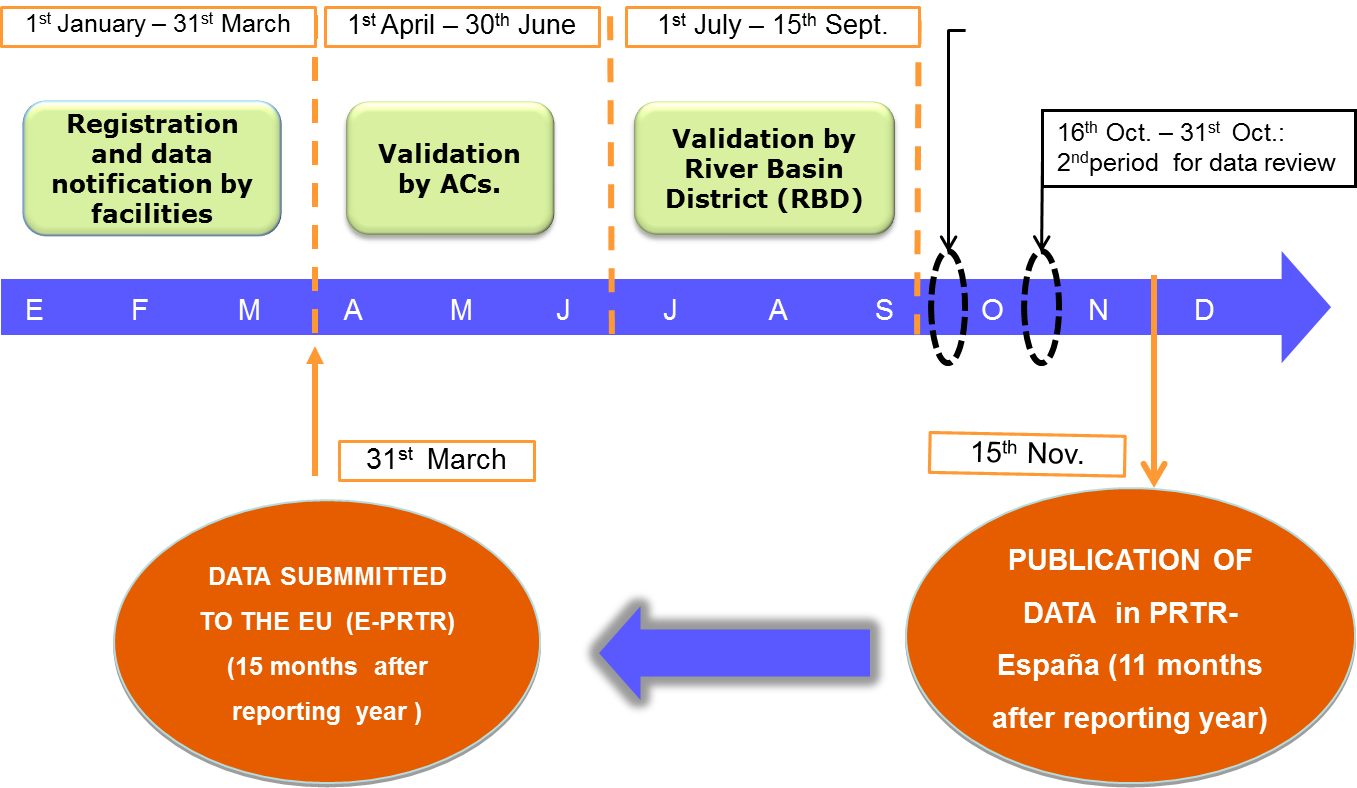 1st January – 31st March
1st April – 30th June
1st July – 15th Sept.
Registration
and data
notification by
facilities
Validation
by ACs.
Validation by
River Basin
District (RBD)
16th Oct. – 31st Oct.:
2ndperiod for data review
E F M A M J J A S O N D
31st March
15th Nov.
DATA SUBMMITTED
TO THE EU (E-PRTR)
(15 months after
reporting year )
PUBLICATION OF
DATA in PRTR-
España (11 months
after reporting year)